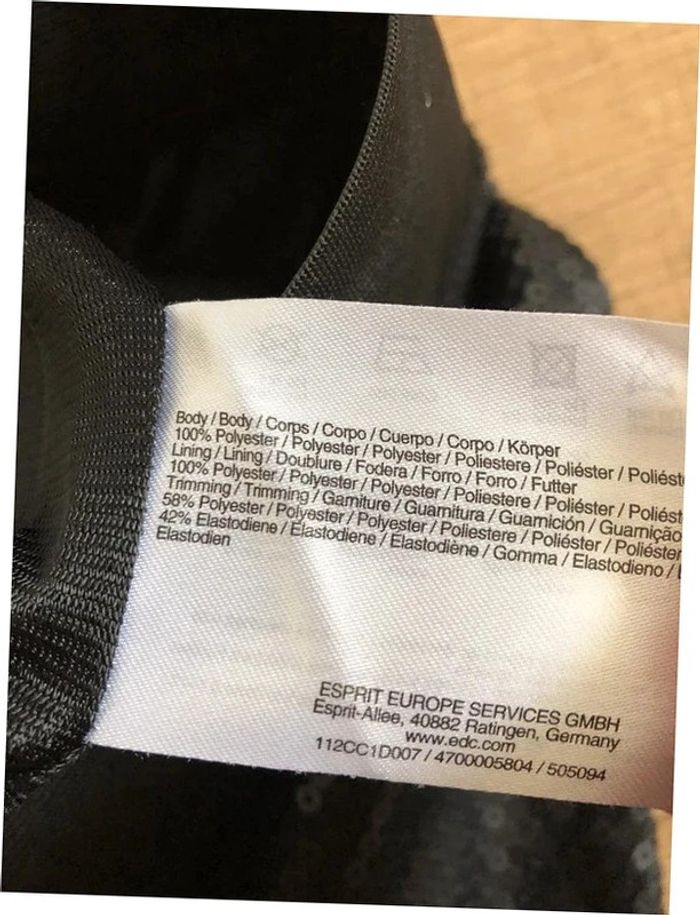 Body / Body / Corps / Corpo / Cuerpo / Corpo / Körper
100% Polyester / Polyester / Polyester / Poliestere / Poliéster / Poliést
Lining / Lining / Doublure / Fodera / Forro / Forro / Futter
100% Polyester / Polyester / Polyester / Poliestere / Poliéster / Poliést
Trimming / Trimming / Garniture / Guarnitura / Guarnición / Guarnição
58% Polyester / Polyester / Polyester / Poliestere / Poliéster / Poliéster
42% Elastodiene / Elastodiene / Elastodiène / Gomma / Elastodieno /
Elastodien
ESPRIT EUROPE SERVICES GMBH
Esprit-Allee, 40882 Ratingen, Germany
www.edc.com
112CC1D007 / 4700005804 / 505094